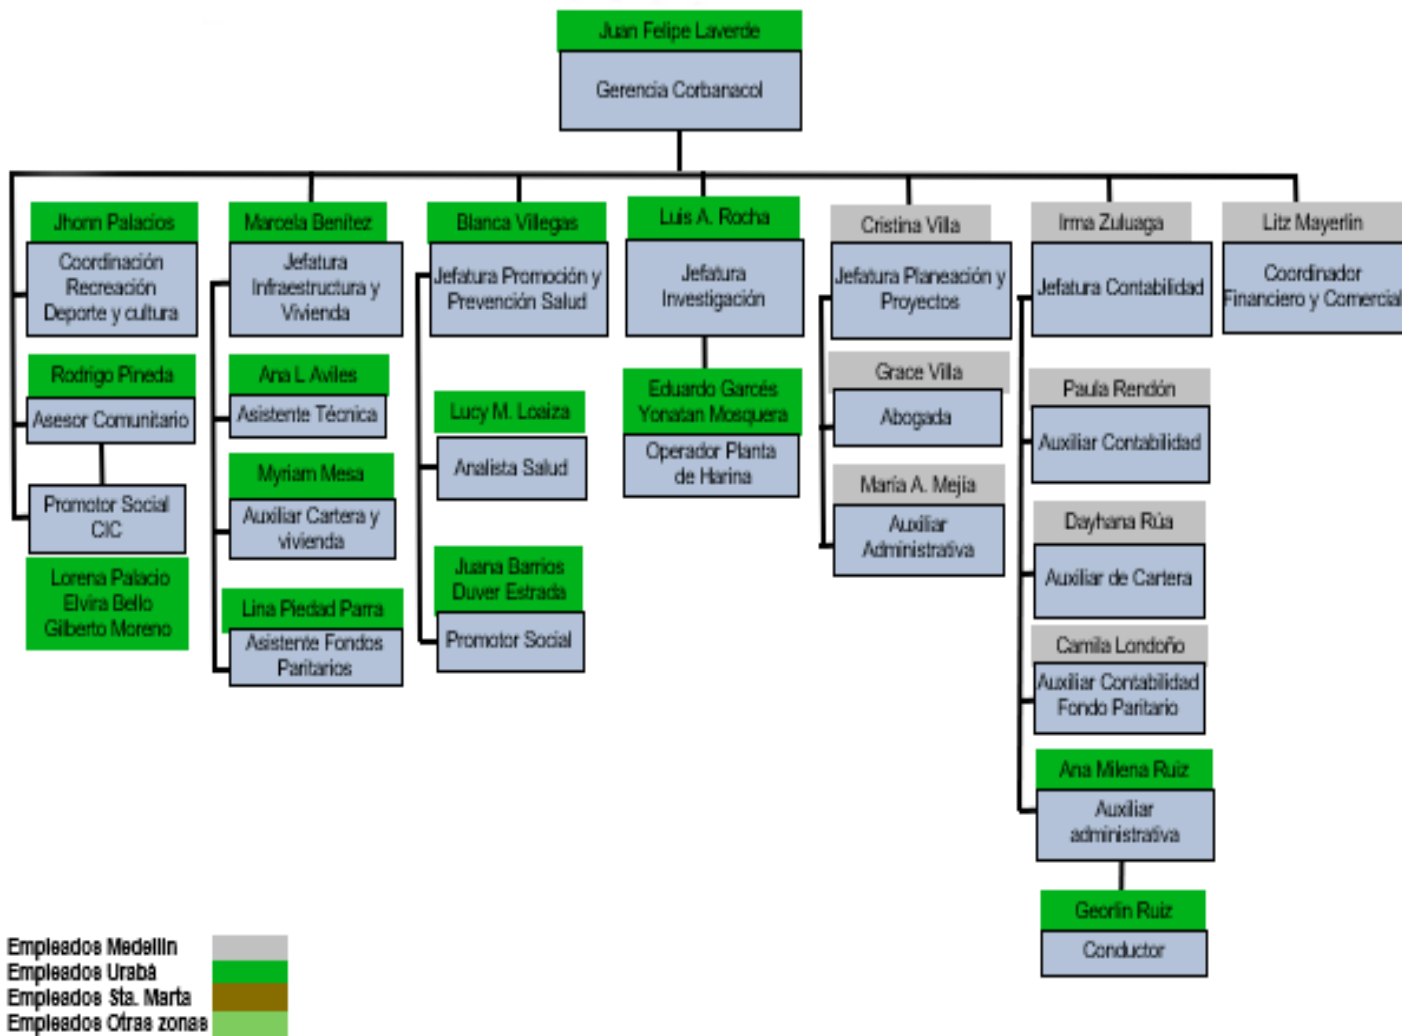 Juan Felipe Laverde
Gerencia Corbanacol
Jhonn Palacios
Coordinación
Recreación
Deporte y cultura
Rodrigo Pineda
Asesor Comunitario
Promotor Social
CIC
Lorena Palacio
Elvira Bello
Gilberto Moreno
Marcela Benítez
Jefatura
Infraestructura y
Vivienda
Ana L Aviles
Asistente Técnica
Myriam Mesa
Auxiliar Cartera y
vivienda
Lina Piedad Parra
Asistente Fondos
Paritarios
Blanca Villegas
Jefatura Promoción y
Prevención Salud
Lucy M. Loaiza
Analista Salud
Juana Barrios
Duver Estrada
Promotor Social
Luis A. Rocha
Jefatura
Investigación
Eduardo Garcés
Yonatan Mosquera
Operador Planta
de Harina
Cristina Villa
Jefatura Planeación y
Proyectos
Grace Villa
Abogada
María A. Mejía
Auxiliar
Administrativa
Irma Zuluaga
Jefatura Contabilidad
Paula Rendón
Auxiliar Contabilidad
Dayhana Rúa
Auxiliar de Cartera
Camila Londoño
Auxiliar Contabilidad
Fondo Paritario
Ana Milena Ruiz
Auxiliar
administrativa
Georlin Ruiz
Conductor
Litz Mayerlin
Coordinador
Financiero y Comercial
Empleados Medellin
Empleados Urabá
Empleados Sta. Marta
Empleados Otras zonas